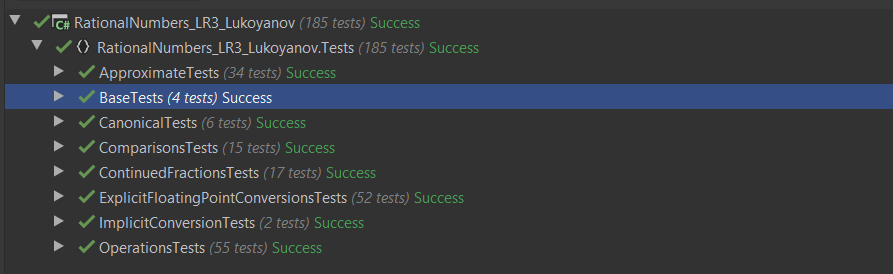 C# RationalNumbers_LR3_Lukoyanov (185 tests) Success
RationalNumbers_LR3_Lukoyanov.Tests (185 tests) Success
ApproximateTests (34 tests) Success
BaseTests (4 tests) Success
CanonicalTests (6 tests) Success
ComparisonsTests (15 tests) Success
ContinuedFractionsTests (17 tests) Success
ExplicitFloatingPointConversionsTests (52 tests) Success
ImplicitConversionTests (2 tests) Success
OperationsTests (55 tests) Success